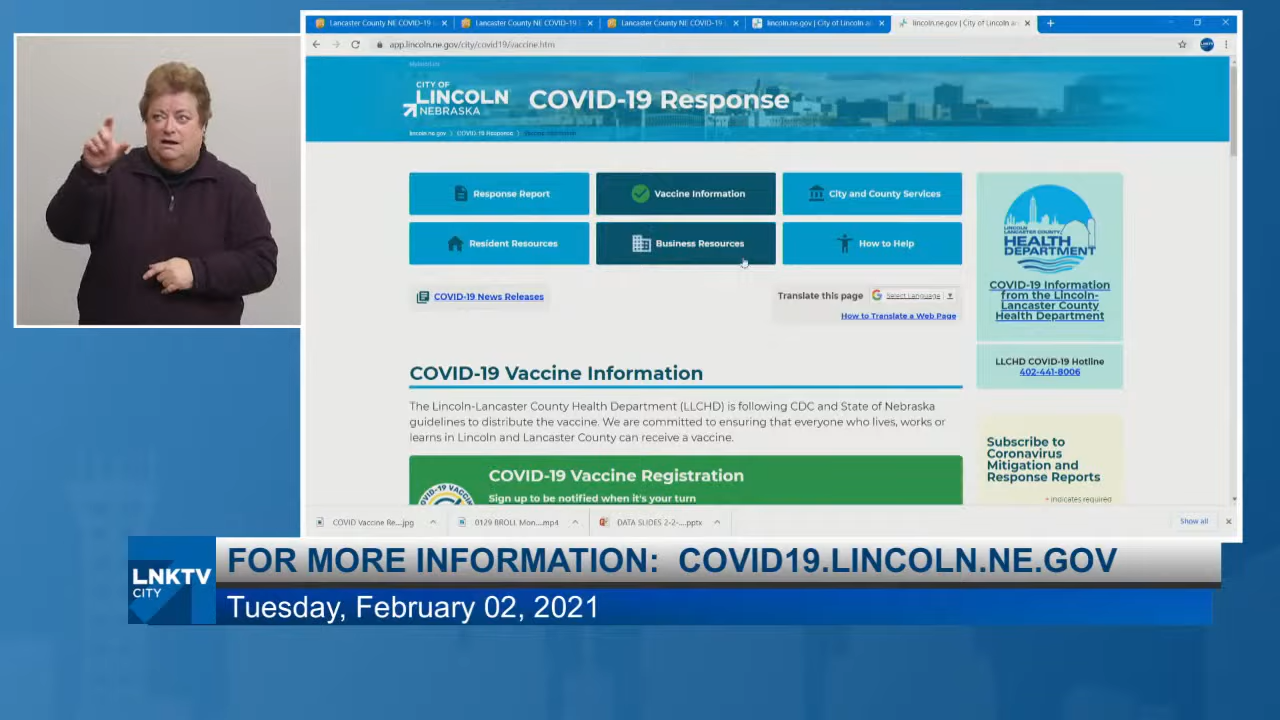 Lancaster County NE COVID-19
Lancaster County NE COVID-19
Lancaster County NE COVID-19
lincoln.ne.gov | City of Lincoln
lincoln.ne.gov | City of Lincoln an
app.lincoln.ne.gov/city/covid19/vaccine.htm
CITY OF
LINCOLN
NEBRASKA
COVID-19 Response
lincoln.ne.gov > COVID-19 Response >
Response Report
Vaccine Information
City and County Services
Resident Resources
Business Resources
How to Help
LINCOLN
LANCASTER COUNTY
HEALTH
DEPARTMENT
COVID-19 Information
from the Lincoln-
Lancaster County
Health Department
COVID-19 News Releases
Translate this page
Select Language
How to Translate a Web Page
LLCHD COVID-19 Hotline
402-441-8006
COVID-19 Vaccine Information
The Lincoln-Lancaster County Health Department (LLCHD) is following CDC and State of Nebraska
guidelines to distribute the vaccine. We are committed to ensuring that everyone who lives, works or
learns in Lincoln and Lancaster County can receive a vaccine.
Subscribe to
Coronavirus
Mitigation and
Response Reports
* indicates required
COVID-19 Vaccine Registration
Sign up to be notified when it's your turn
COVID Vaccine Re....jpg
0129 BROLL Mon....mp4
DATA SLIDES 2-2-....pptx
Show all
LNKTV
CITY
FOR MORE INFORMATION: COVID19.LINCOLN.NE.GOV
Tuesday, February 02, 2021